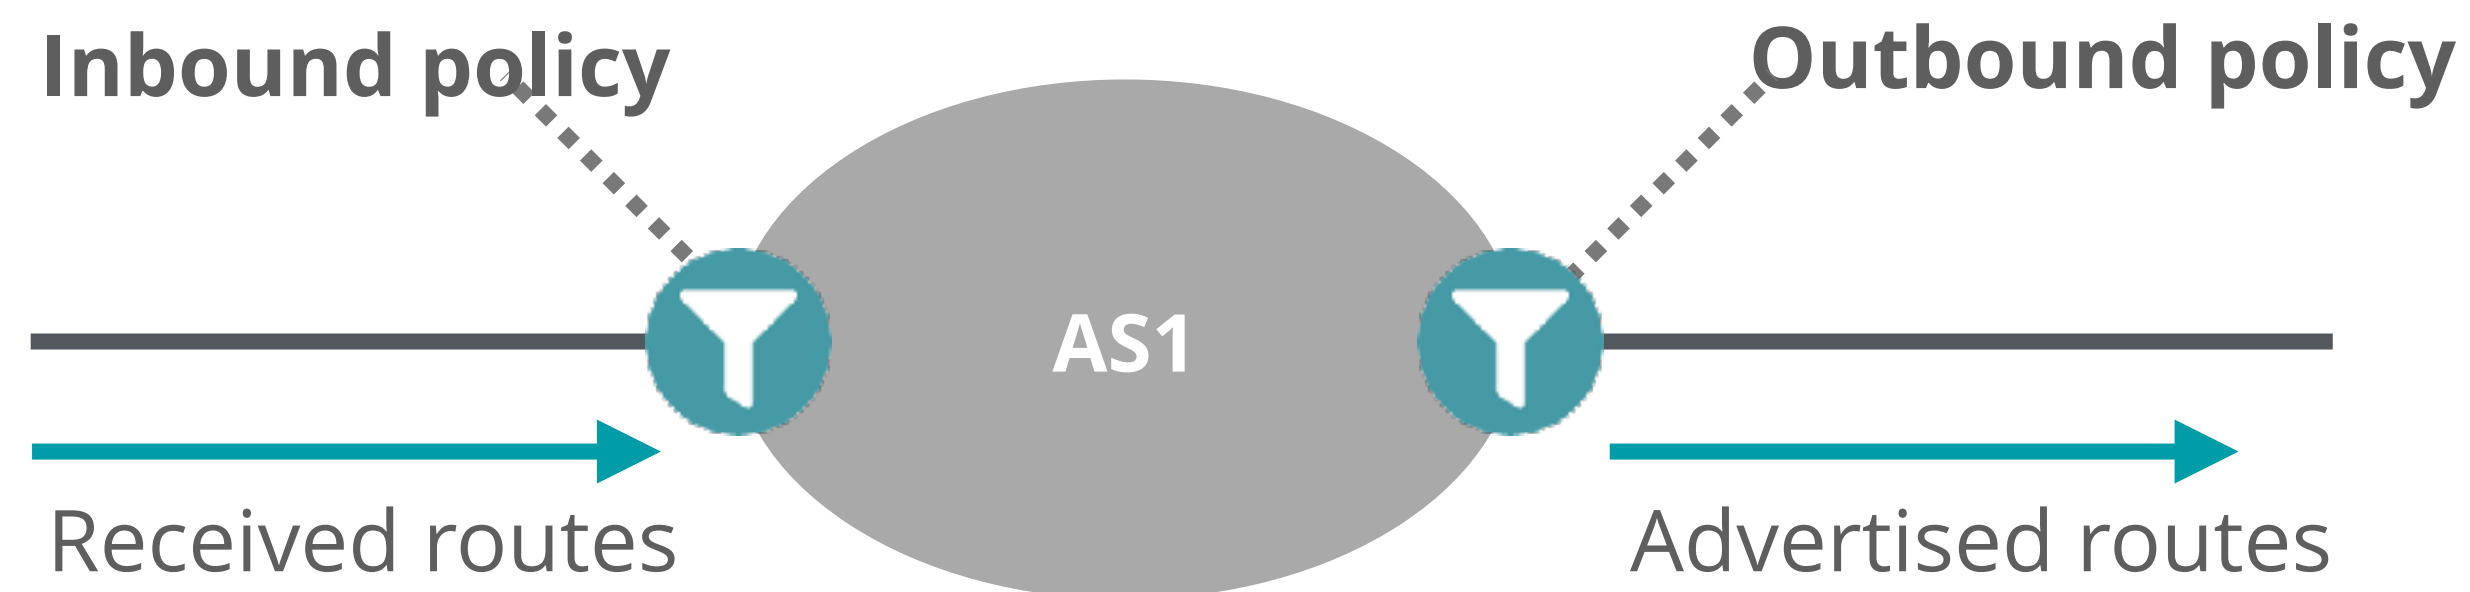 Inbound policy
Outbound policy
AS1
Received routes
Advertised routes